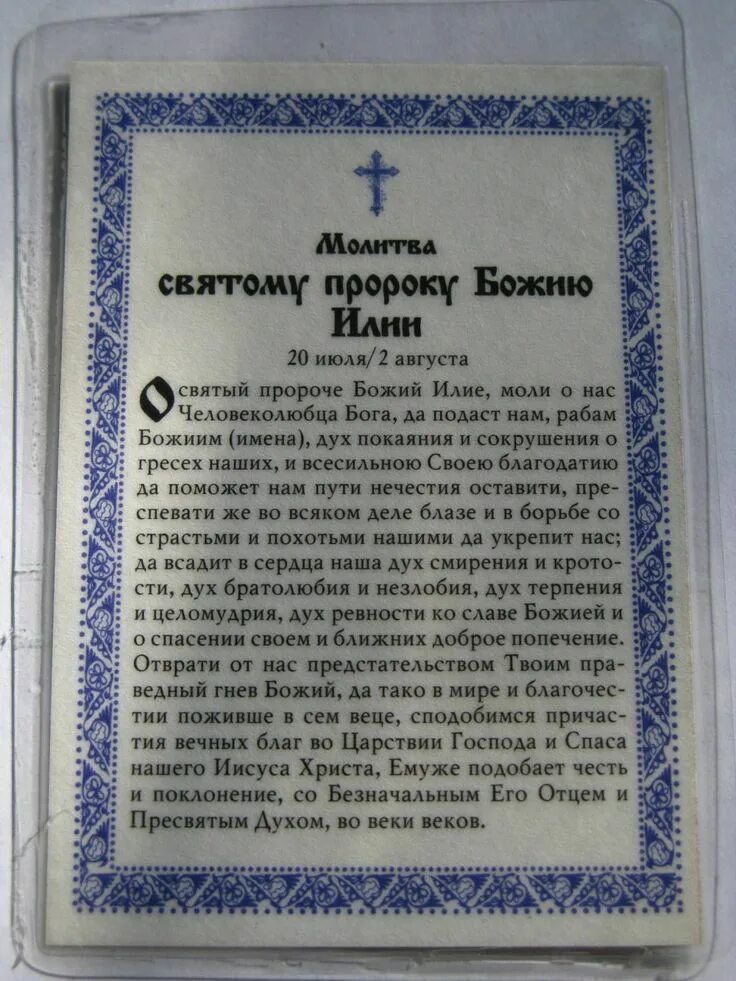 Молитва
святому пророку Божию
Илии
20 июля/2 августа
О святый пророче Божий Илие, моли о нас
Человеколюбца Бога, да подаст нам, рабам
Божиим (имена), дух покаяния и сокрушения о
гресех наших, и всесильною Своею благодатию
да поможет нам пути нечестия оставити, пре-
спевати же во всяком деле блазе и в борьбе со
страстьми и похотьми нашими да укрепит нас;
да всадит в сердца наша дух смирения и крото-
сти, дух братолюбия и незлобия, дух терпения
и целомудрия, дух ревности ко славе Божией и
о спасении своем и ближних доброе попечение.
Отврати от нас предстательством Твоим пра-
ведный гнев Божий, да тако в мире и благочес-
тии поживше в сем веце, сподобимся причас-
тия вечных благ во Царствии Господа и Спаса
нашего Иисуса Христа, Емуже подобает честь
и поклонение, со Безначальным Его Отцем и
Пресвятым Духом, во веки веков.